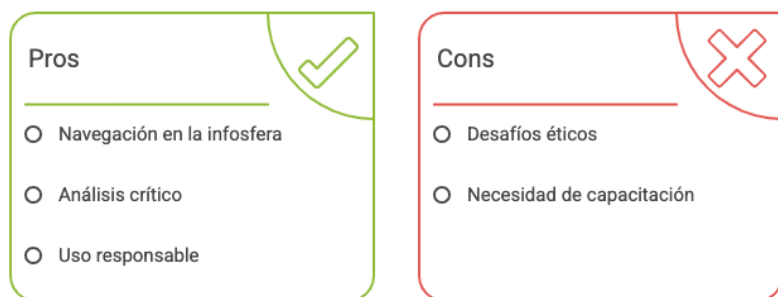 Pros
Navegación en la infosfera
Análisis crítico
Uso responsable
Cons
Desafíos éticos
Necesidad de capacitación